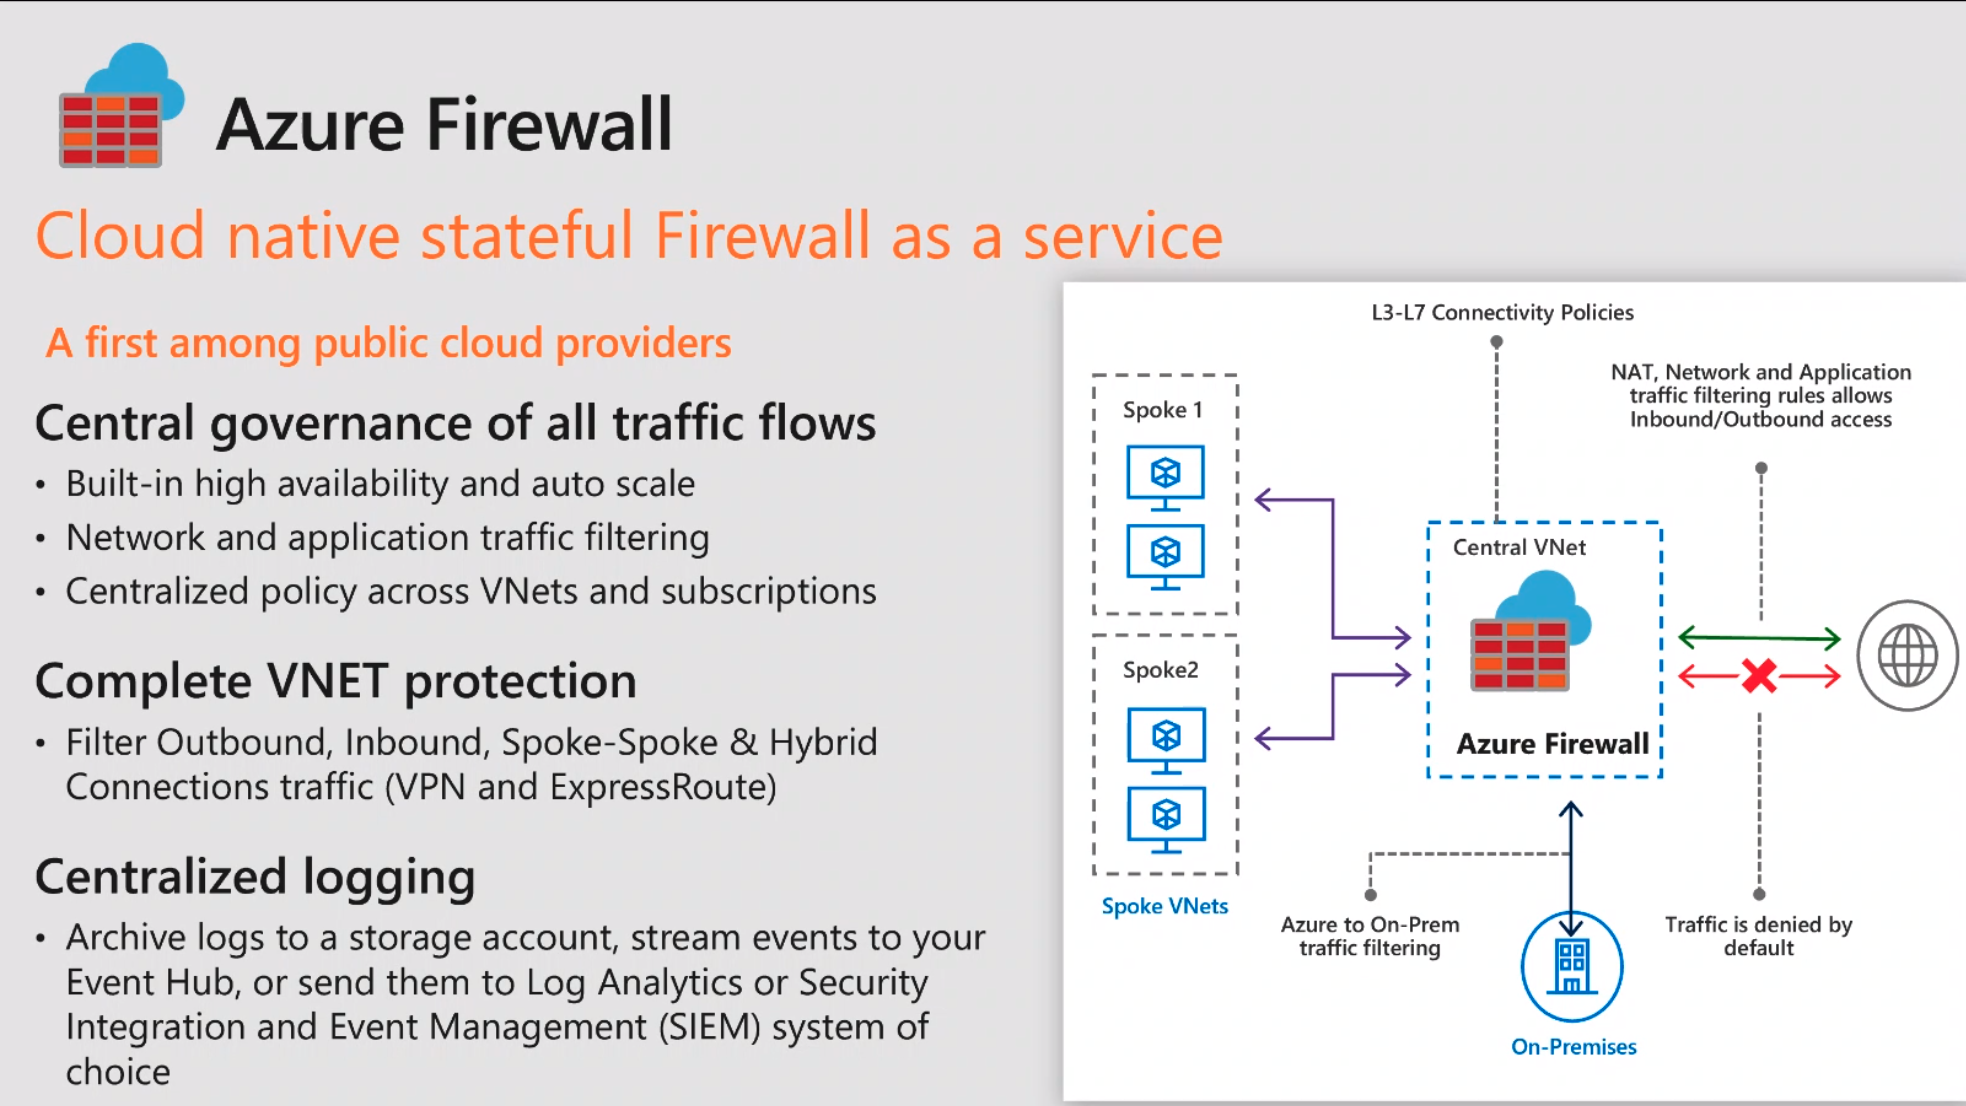 Azure Firewall
Cloud native stateful Firewall as a service
A first among public cloud providers
Central governance of all traffic flows
• Built-in high availability and auto scale
• Network and application traffic filtering
• Centralized policy across VNets and subscriptions
Complete VNET protection
• Filter Outbound, Inbound, Spoke-Spoke & Hybrid
Connections traffic (VPN and ExpressRoute)
Centralized logging
• Archive logs to a storage account, stream events to your
Event Hub, or send them to Log Analytics or Security
Integration and Event Management (SIEM) system of
choice
L3-L7 Connectivity Policies
NAT, Network and Application
traffic filtering rules allows
Inbound/Outbound access
Spoke 1
Spoke2
Spoke VNets
Central VNet
Azure Firewall
Azure to On-Prem
traffic filtering
Traffic is denied by
default
On-Premises